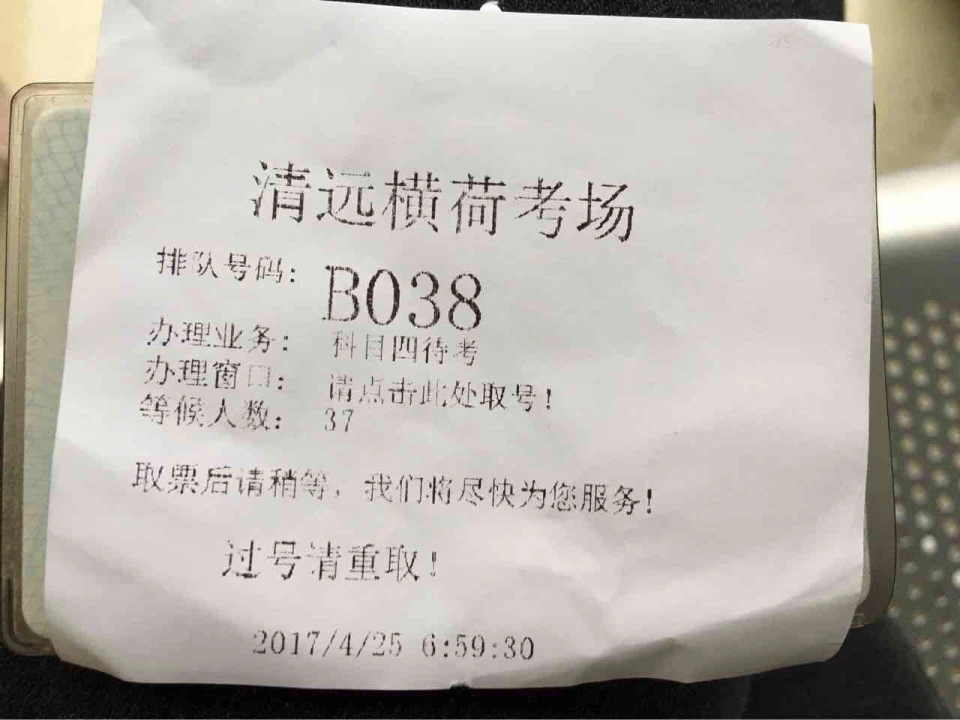 清远横荷考场
排队号码: B038
办理业务: 科目四待考
办理窗口: 请点击此处取号!
等候人数: 37
取票后请稍等, 我们将尽快为您服务!
过号请重取!
2017/4/25 6:59:30